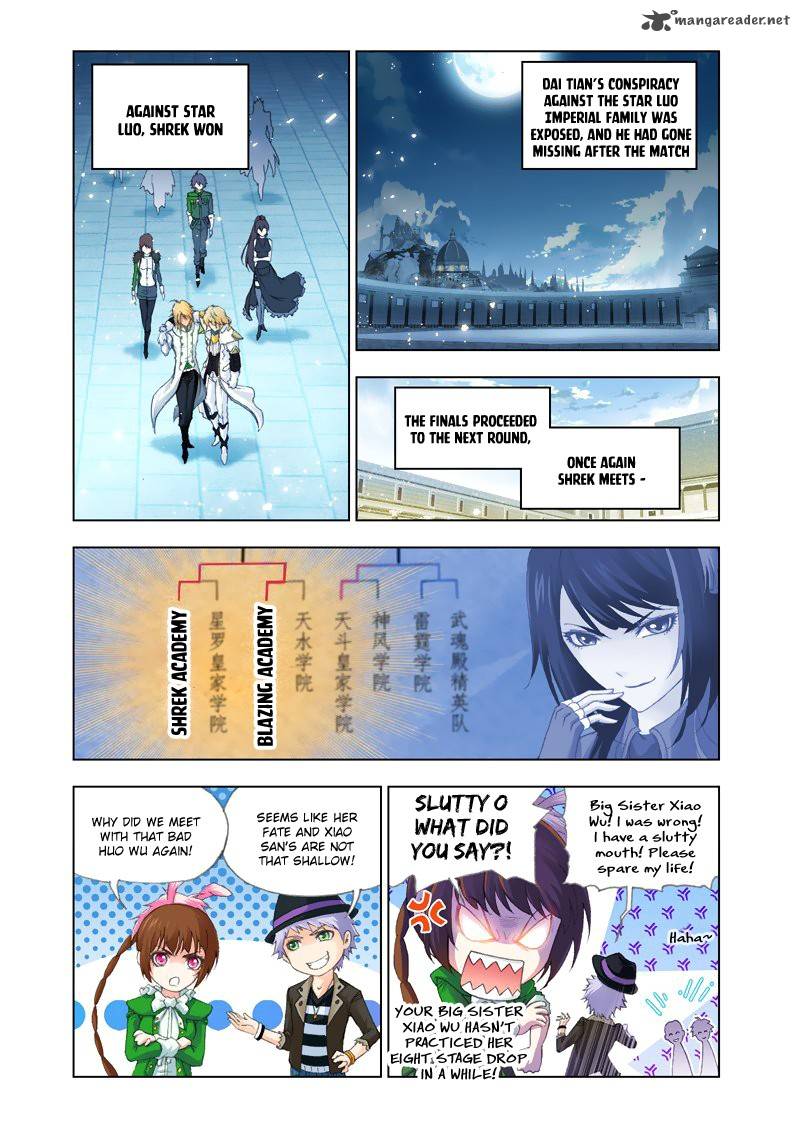 mangareader.net
AGAINST STAR
LUO, SHREK WON
DAI TIAN'S CONSPIRACY
AGAINST THE STAR LUO
IMPERIAL FAMILY WAS
EXPOSED, AND HE HAD GONE
MISSING AFTER THE MATCH
THE FINALS PROCEEDED
TO THE NEXT ROUND,
ONCE AGAIN
SHREK MEETS -
SHREK ACADEMY
星罗皇家学院
BLAZING ACADEMY
天水学院
天斗皇家学院
神风学院
雷霆学院
武魂殿精英队
WHY DID WE MEET
WITH THAT BAD
HUO WU AGAIN!
SEEMS LIKE HER
FATE AND XIAO
SAN'S ARE NOT
THAT SHALLOW!
SLUTTY O
WHAT DID
YOU SAY?!
Big Sister Xiao
Wu! I was wrong!
I have a slutty
mouth! Please
spare my life!
Haha~
YOUR BIG SISTER
XIAO WU HASN'T
PRACTICED HER
EIGHT STAGE DROP
IN A WHILE!